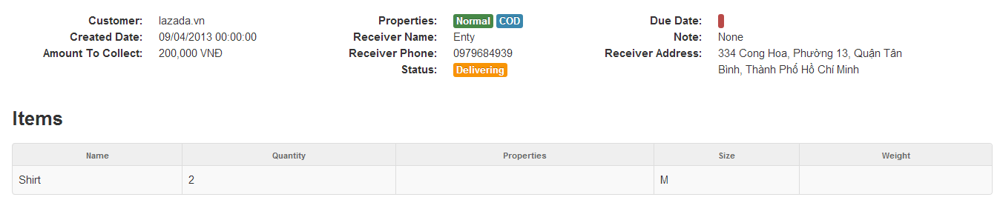 Customer: lazada.vn Properties: Normal COD Due Date:
Created Date: 09/04/2013 00:00:00 Receiver Name: Enty Note: None
Amount To Collect: 200,000 VNĐ Receiver Phone: 0979684939 Receiver Address: 334 Cong Hoa, Phường 13, Quận Tân
Status: Delivering Bình, Thành Phố Hồ Chí Minh
Items
Name Quantity Properties Size Weight
Shirt 2 M